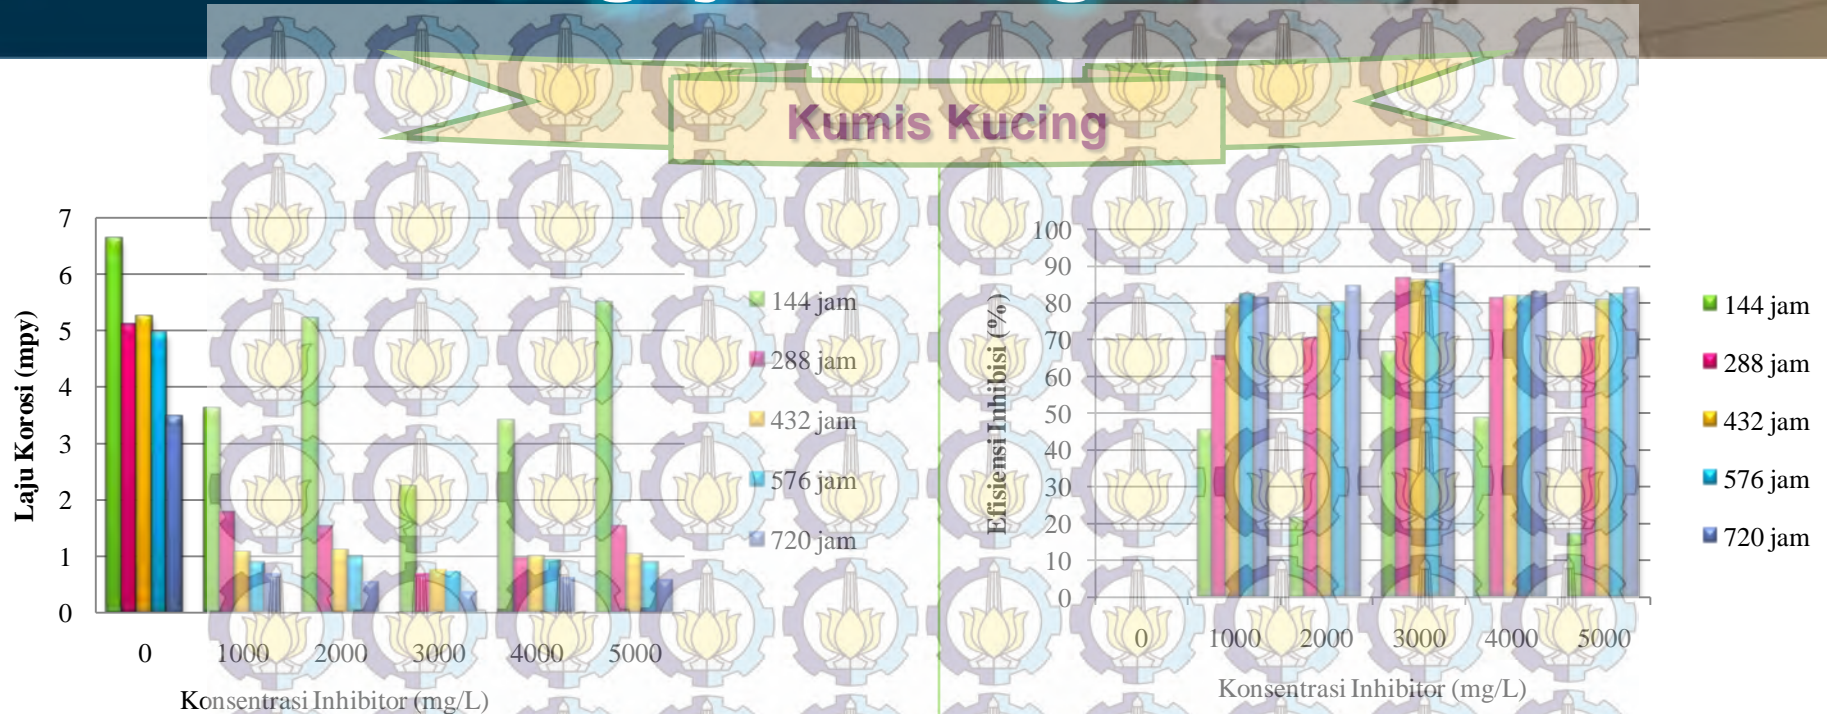 Kumis Kucing
7
6
5
4
3
2
1
0
Laju Korosi (mpy)
0 1000 2000 3000 4000 5000
Konsentrasi Inhibitor (mg/L)
144 jam
288 jam
432 jam
576 jam
720 jam
100
90
80
70
60
50
40
30
20
10
0
Efisiensi Inhibisi (%)
0 1000 2000 3000 4000 5000
Konsentrasi Inhibitor (mg/L)
144 jam
288 jam
432 jam
576 jam
720 jam